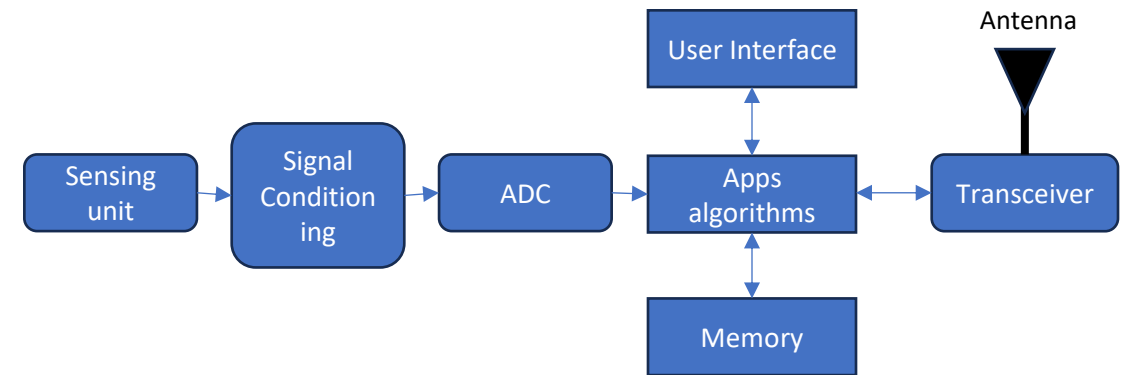 Antenna
User Interface
Sensing
unit
Signal
Condition
ing
ADC
Apps
algorithms
Transceiver
Memory